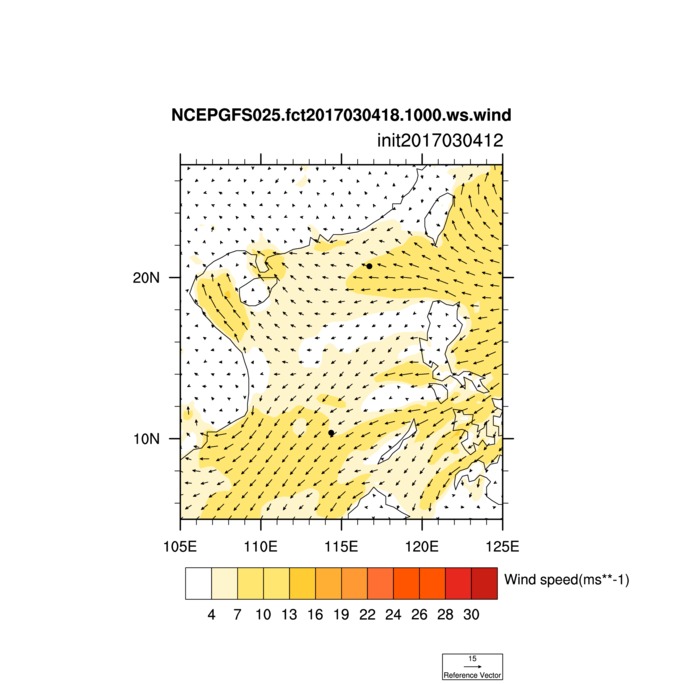 NCEPGFS025.fct2017030418.1000.ws.wind
init2017030412
20N
10N
105E 110E 115E 120E 125E
Wind speed(ms**-1)
4 7 10 13 16 19 22 24 26 28 30
15
Reference Vector